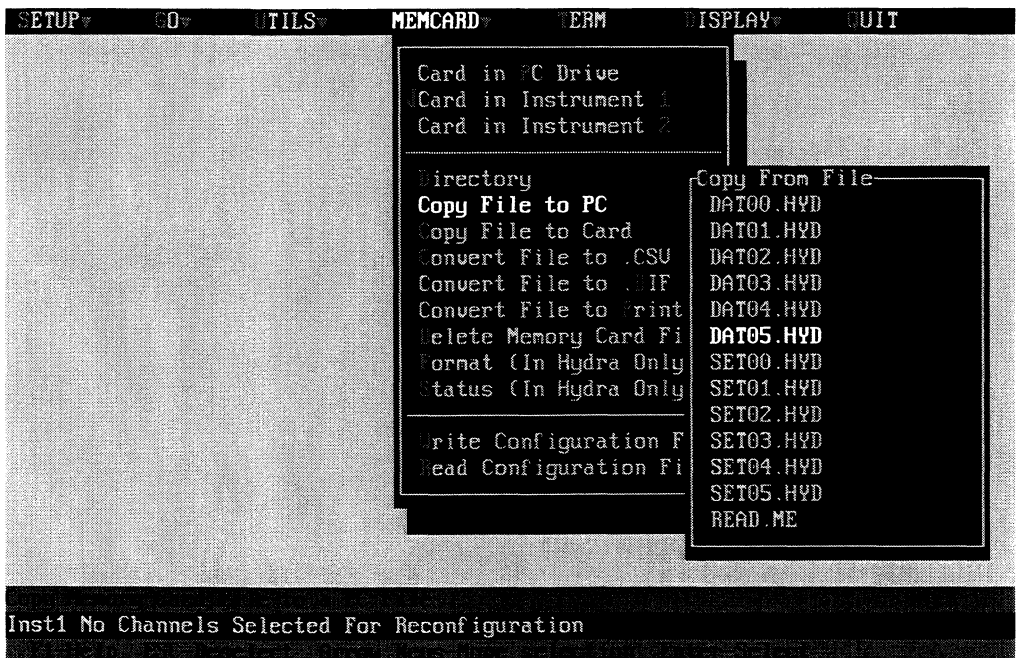 SETUP GO UTILS MEMCARD TERM DISPLAY QUIT
Card in PC Drive
√Card in Instrument 1
Card in Instrument 2
Directory
Copy File to PC
Copy File to Card
Convert File to .CSV
Convert File to .DIF
Convert File to Print
Delete Memory Card Fi
Format (In Hydra Only
Status (In Hydra Only
Write Configuration F
Read Configuration Fi
Copy From File
DAT00.HYD
DAT01.HYD
DAT02.HYD
DAT03.HYD
DAT04.HYD
DAT05.HYD
SET00.HYD
SET01.HYD
SET02.HYD
SET03.HYD
SET04.HYD
SET05.HYD
READ.ME
Inst1 No Channels Selected For Reconfiguration